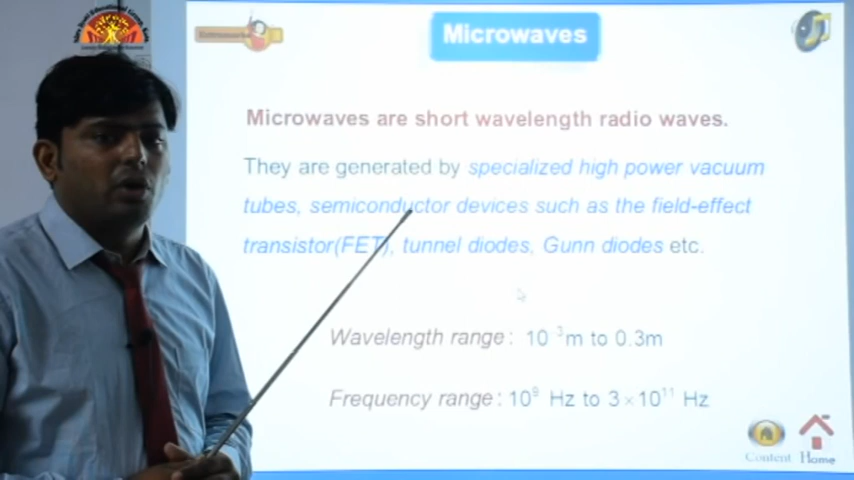 Microwaves
Microwaves are short wavelength radio waves.
They are generated by specialized high power vacuum
tubes, semiconductor devices such as the field-effect
transistor(FET), tunnel diodes, Gunn diodes etc.
Wavelength range: 10⁻³m to 0.3m
Frequency range: 10⁹ Hz to 3×10¹¹ Hz
Content Home